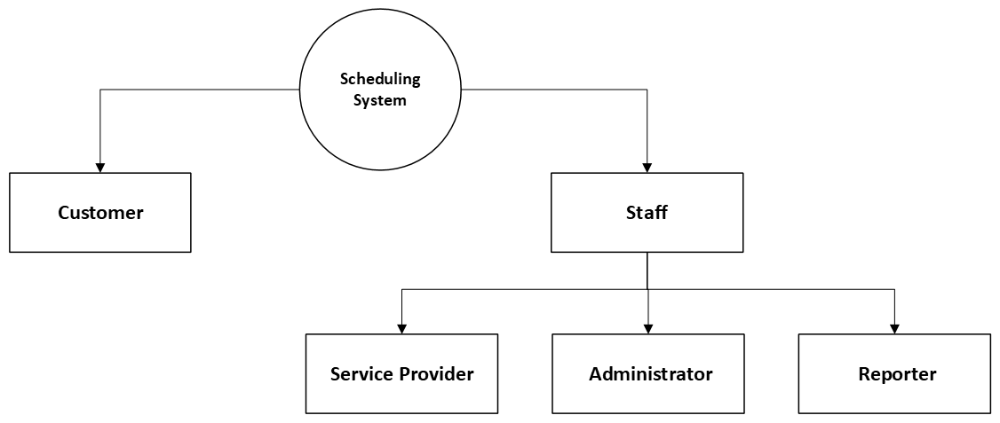 Scheduling
System
Customer
Staff
Service Provider
Administrator
Reporter